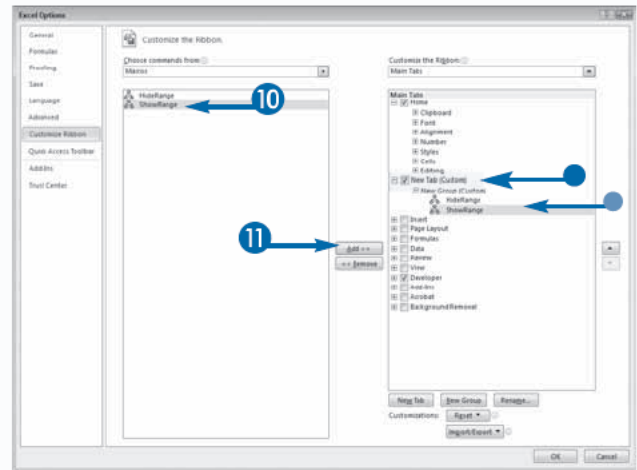 Excel Options
General
Formulas
Proofing
Save
Language
Advanced
Customize Ribbon
Quick Access Toolbar
Add-Ins
Trust Center
Customize the Ribbon.
Choose commands from:
Macros
HideRange
ShowRange
10
11
Add >>
<< Remove
Customize the Ribbon:
Main Tabs
Main Tabs
Home
Clipboard
Font
Alignment
Number
Styles
Cells
Editing
New Tab (Custom)
New Group (Custom)
HideRange
ShowRange
Insert
Page Layout
Formulas
Data
Review
View
Developer
Add-Ins
Acrobat
BackgroundRemoval
New Tab
New Group
Rename...
Customizations:
Reset
Import/Export
OK
Cancel